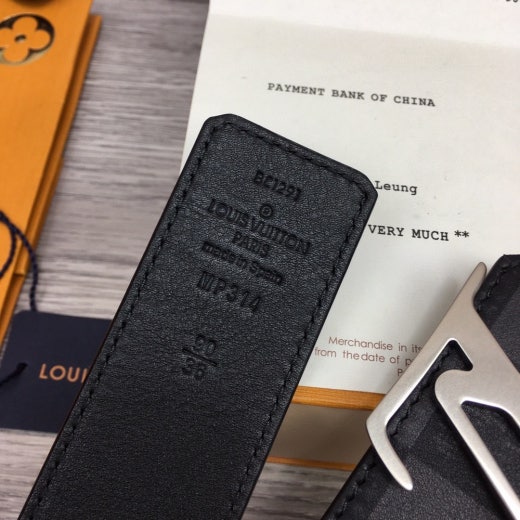 PAYMENT BANK OF CHINA
Leung
VERY MUCH **
Merchandise in its
from the date of p
BC1291
LOUIS VUITTON
PARIS
made in Spain
MP314
90
36
LOUI